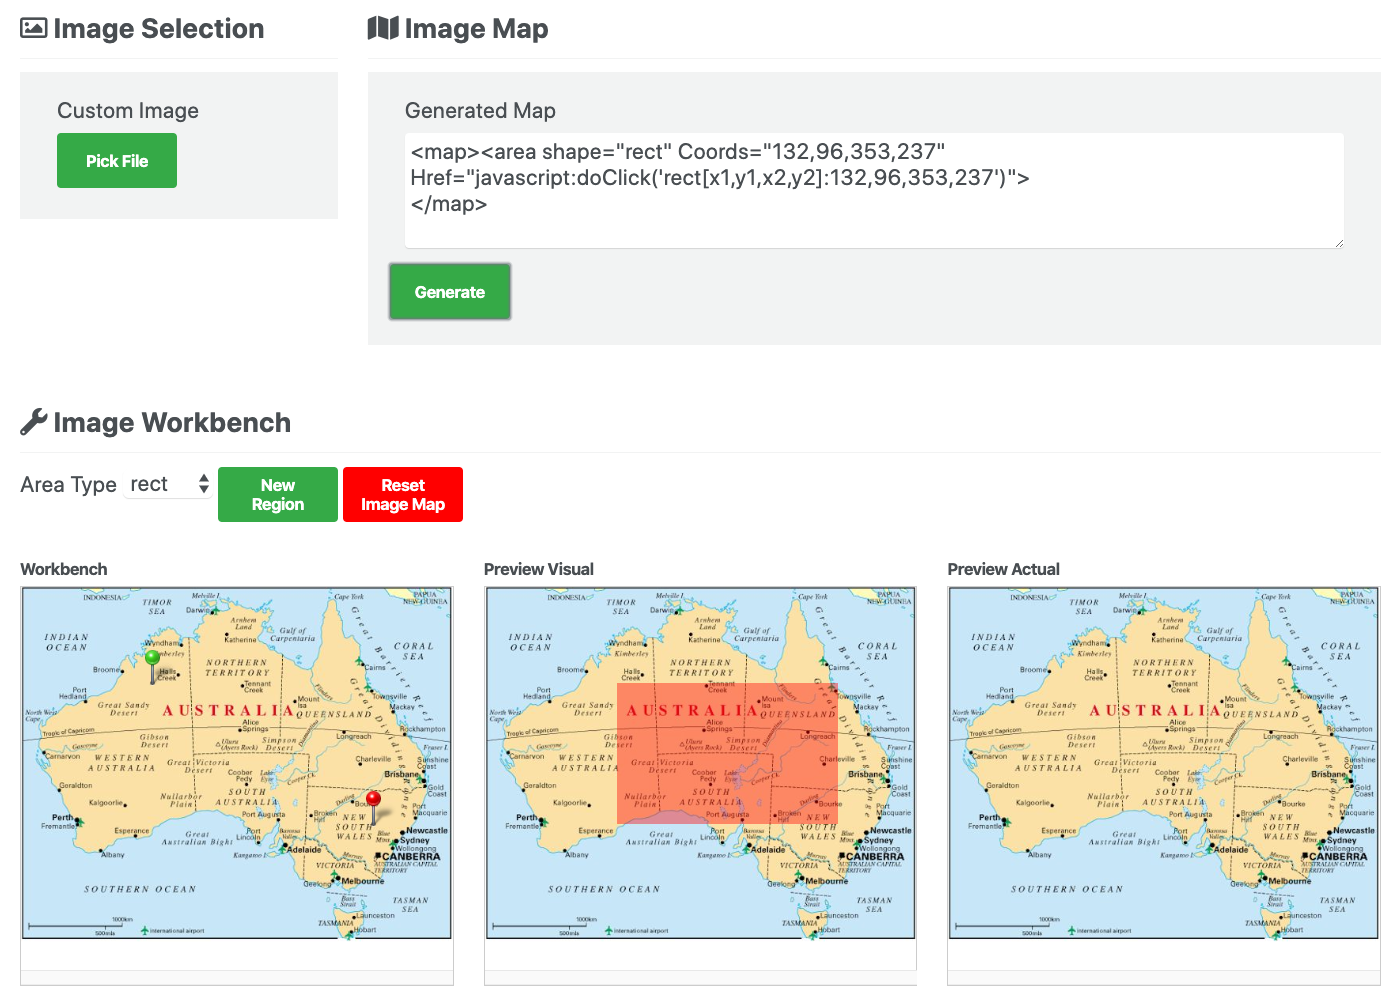 Image Selection
Image Map
Custom Image
Pick File
Generated Map
<map><area shape="rect" Coords="132,96,353,237"
Href="javascript:doClick('rect[x1,y1,x2,y2]:132,96,353,237')">
</map>
Generate
Image Workbench
Area Type
rect
New
Region
Reset
Image Map
Workbench
INDONESIA
TIMOR
SEA
Melville I.
Darwin
Cape York
PAPUA
NEW GUINEA
Arnhem
Land
Katherine
Gulf of
Carpentaria
INDIAN
OCEAN
Wyndham
Kimberley
CORAL
SEA
Great Barrier Reef
Broome
Halls
Creek
NORTHERN
TERRITORY
Cairns
Port
Hedland
Tennant
Creek
Townsville
North West
Cape
Great Sandy
Desert
Mount
Isa
Mackay
AUSTRALIA
QUEENSLAND
Tropic of Capricorn
Alice
Springs
Rockhampton
Longreach
Gibson
Desert
Uluru
(Ayers Rock)
Simpson
Desert
Fraser I.
Carnarvon
WESTERN
AUSTRALIA
Great Victoria
Desert
Charleville
Sunshine
Coast
Coober
Pedy
Lake
Eyre
Brisbane
Geraldton
Gold
Coast
SOUTH
AUSTRALIA
Kalgoorlie
Nullarbor
Plain
Port
Macquarie
Perth
Fremantle
Port Augusta
Broken
Hill
NEW
SOUTH
WALES
Esperance
Great
Australian Bight
Port
Lincoln
Newcastle
Sydney
Wollongong
Albany
Kangaroo I.
Adelaide
CANBERRA
AUSTRALIAN CAPITAL
TERRITORY
VICTORIA
Geelong
Melbourne
SOUTHERN OCEAN
Bass
Strait
TASMAN
SEA
TASMANIA
Launceston
Hobart
1000km
500mls
international airport
Preview Visual
INDONESIA
TIMOR
SEA
Melville I.
Darwin
Cape York
PAPUA
NEW GUINEA
Arnhem
Land
Katherine
Gulf of
Carpentaria
INDIAN
OCEAN
Wyndham
Kimberley
CORAL
SEA
Great Barrier Reef
Broome
Halls
Creek
NORTHERN
TERRITORY
Cairns
Port
Hedland
Tennant
Creek
Townsville
North West
Cape
Great Sandy
Desert
Mount
Isa
Mackay
AUSTRALIA
QUEENSLAND
Tropic of Capricorn
Alice
Springs
Rockhampton
Longreach
Gibson
Desert
Uluru
(Ayers Rock)
Simpson
Desert
Fraser I.
Carnarvon
WESTERN
AUSTRALIA
Great Victoria
Desert
Charleville
Sunshine
Coast
Coober
Pedy
Lake
Eyre
Brisbane
Geraldton
Gold
Coast
SOUTH
AUSTRALIA
Kalgoorlie
Nullarbor
Plain
Bourke
Port
Macquarie
Perth
Fremantle
Port Augusta
Broken
Hill
NEW
SOUTH
WALES
Esperance
Great
Australian Bight
Port
Lincoln
Newcastle
Sydney
Wollongong
Albany
Kangaroo I.
Adelaide
CANBERRA
AUSTRALIAN CAPITAL
TERRITORY
VICTORIA
Geelong
Melbourne
SOUTHERN OCEAN
Bass
Strait
TASMAN
SEA
TASMANIA
Launceston
Hobart
1000km
500mls
international airport
Preview Actual
INDONESIA
TIMOR
SEA
Melville I.
Darwin
Cape York
PAPUA
NEW GUINEA
Arnhem
Land
Katherine
Gulf of
Carpentaria
INDIAN
OCEAN
Wyndham
Kimberley
CORAL
SEA
Great Barrier Reef
Broome
Halls
Creek
NORTHERN
TERRITORY
Cairns
Port
Hedland
Tennant
Creek
Townsville
North West
Cape
Great Sandy
Desert
Mount
Isa
Mackay
AUSTRALIA
QUEENSLAND
Tropic of Capricorn
Alice
Springs
Rockhampton
Longreach
Gibson
Desert
Uluru
(Ayers Rock)
Simpson
Desert
Fraser I.
Carnarvon
WESTERN
AUSTRALIA
Great Victoria
Desert
Charleville
Sunshine
Coast
Coober
Pedy
Lake
Eyre
Brisbane
Geraldton
Gold
Coast
SOUTH
AUSTRALIA
Kalgoorlie
Nullarbor
Plain
Bourke
Port
Macquarie
Perth
Fremantle
Port Augusta
Broken
Hill
NEW
SOUTH
WALES
Esperance
Great
Australian Bight
Port
Lincoln
Newcastle
Sydney
Wollongong
Albany
Kangaroo I.
Adelaide
CANBERRA
AUSTRALIAN CAPITAL
TERRITORY
VICTORIA
Geelong
Melbourne
SOUTHERN OCEAN
Bass
Strait
TASMAN
SEA
TASMANIA
Launceston
Hobart
1000km
500mls
international airport